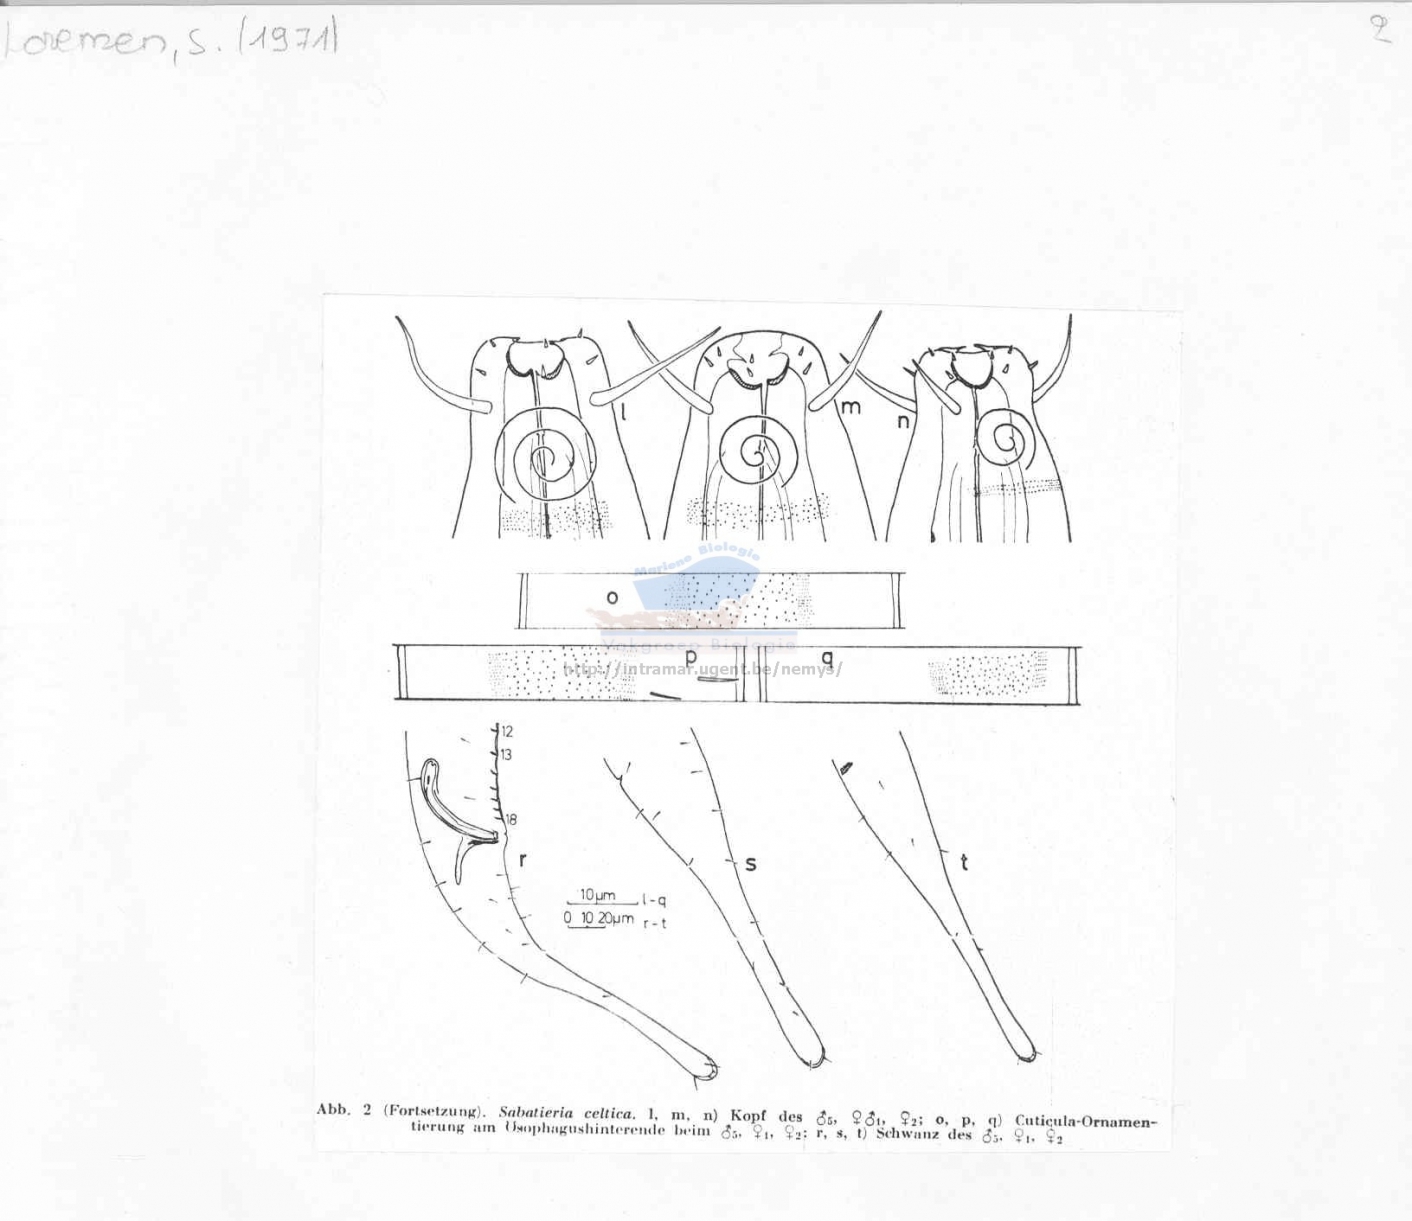 Lorenzen, S. (1971)
2
l
m
n
Marine Biologie
o
Vakgroep Biologie
p
q
http://intramar.ugent.be/nemys/
12
13
18
r
s
t
10µm l-q
0 10 20µm r-t
Abb. 2 (Fortsetzung). Sabatieria celtica. l, m, n) Kopf des ♂5, ♀♂1, ♀2; o, p, q) Cuticula-Ornamen-
tierung am Ösophagushinterende beim ♂5, ♀1, ♀2; r, s, t) Schwanz des ♂5, ♀1, ♀2